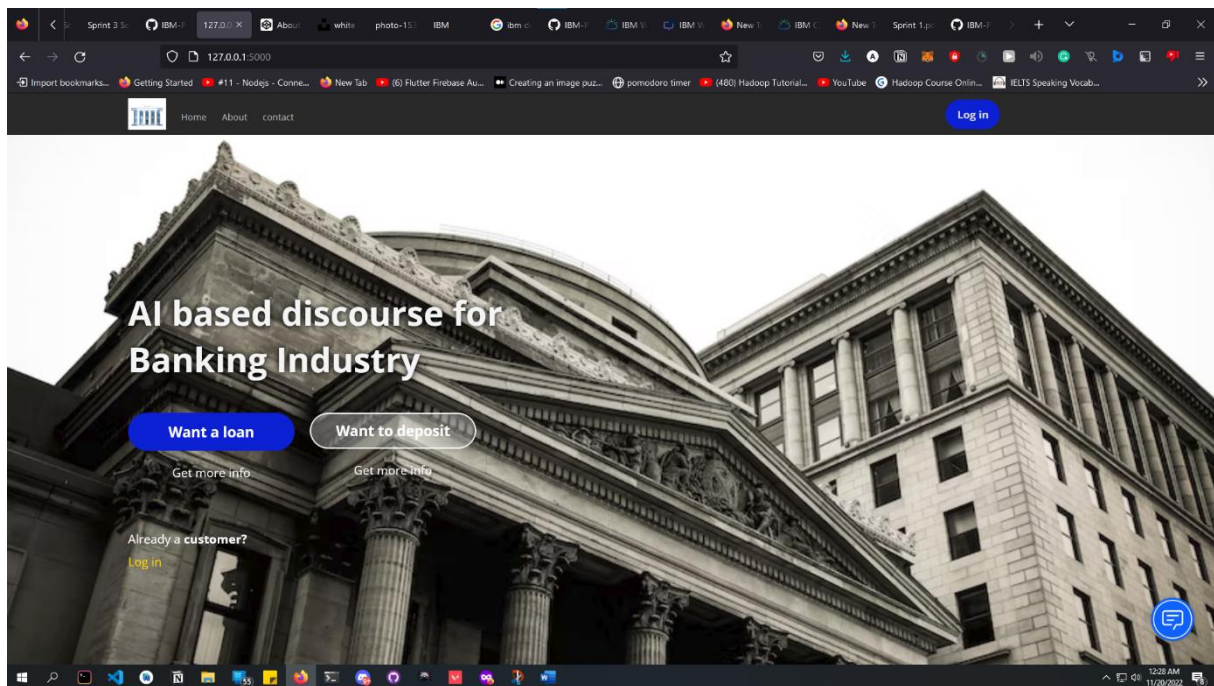 Sprint 3 S
IBM-P
127.0.0
About
white
photo-15
IBM
ibm cl
IBM-P
IBM W
IBM W
New T
IBM C
New T
Sprint 1.pc
IBM-P
127.0.0.1:5000
Import bookmarks...
Getting Started
#11 - Nodejs - Conne...
New Tab
(6) Flutter Firebase Au...
Creating an image puz...
pomodoro timer
(480) Hadoop Tutorial...
YouTube
Hadoop Course Onlin...
IELTS Speaking Vocab...
Home About contact
Log in
AI based discourse for
Banking Industry
Want a loan
Want to deposit
Get more info
Get more info
Already a customer?
Log in
55
12:28 AM
11/20/2022
8